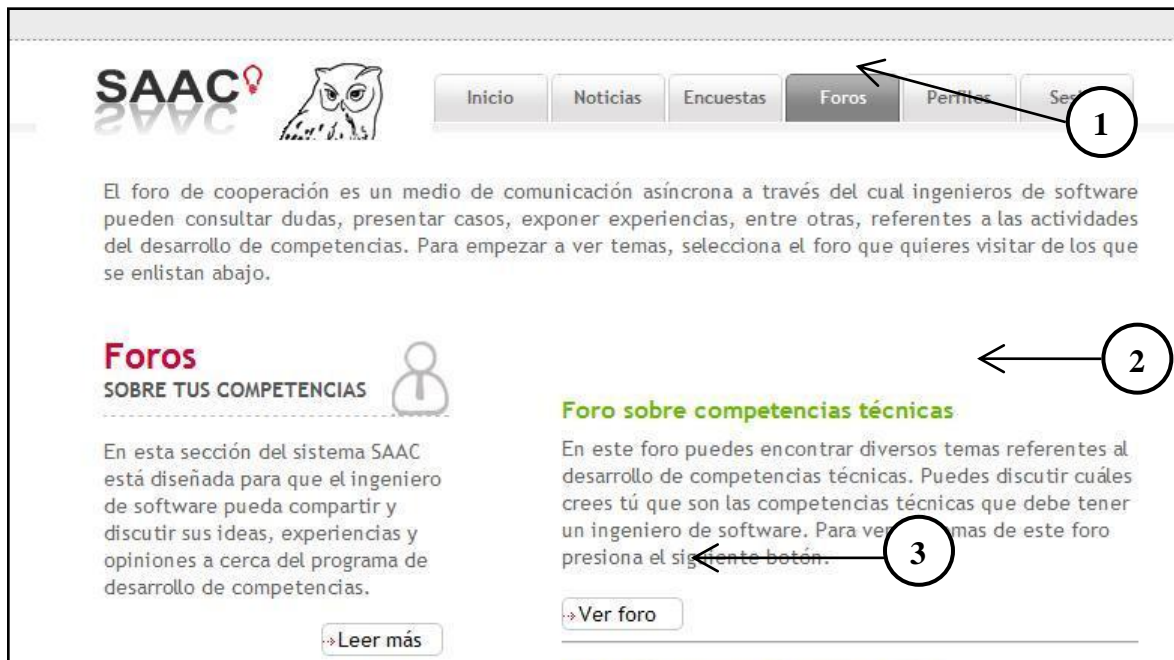 SAAC
Inicio Noticias Encuestas Foros Perfiles
1
El foro de cooperación es un medio de comunicación asíncrona a través del cual ingenieros de software
pueden consultar dudas, presentar casos, exponer experiencias, entre otras, referentes a las actividades
del desarrollo de competencias. Para empezar a ver temas, selecciona el foro que quieres visitar de los que
se enlistan abajo.
Foros
SOBRE TUS COMPETENCIAS
En esta sección del sistema SAAC
está diseñada para que el ingeniero
de software pueda compartir y
discutir sus ideas, experiencias y
opiniones a cerca del programa de
desarrollo de competencias.
Leer más
2
Foro sobre competencias técnicas
En este foro puedes encontrar diversos temas referentes al
desarrollo de competencias técnicas. Puedes discutir cuáles
crees tú que son las competencias técnicas que debe tener
un ingeniero de software. Para ver temas de este foro
presiona el siguiente botón.
3
Ver foro